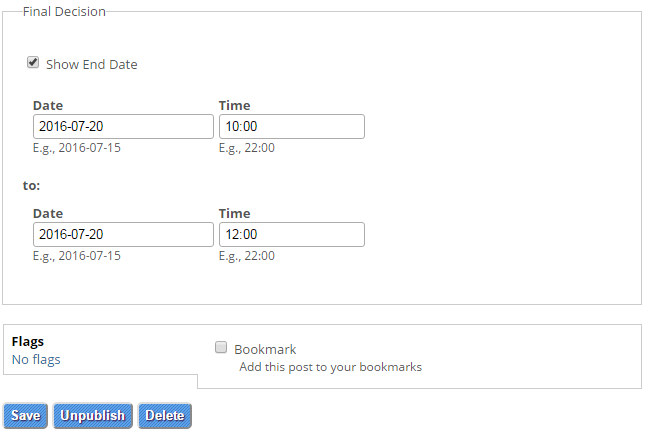 Final Decision
Show End Date
Date Time
2016-07-20 10:00
E.g., 2016-07-15 E.g., 22:00
to:
Date Time
2016-07-20 12:00
E.g., 2016-07-15 E.g., 22:00
Flags
No flags
Bookmark
Add this post to your bookmarks
Save Unpublish Delete